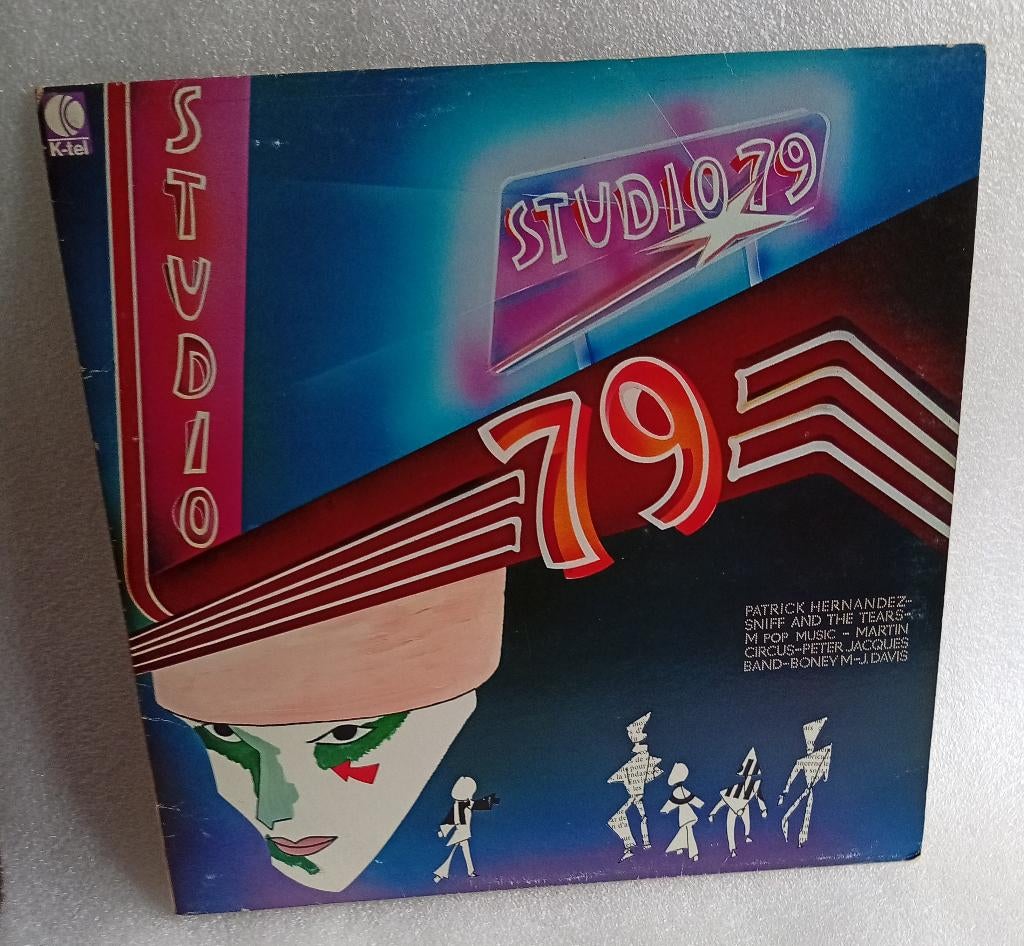 K-tel
STUDIO
STUDIO 79
79
PATRICK HERNANDEZ-
SNIFF AND THE TEARS-
M POP MUSIC - MARTIN
CIRCUS-PETER JACQUES
BAND-BONEY M-J.DAVIS